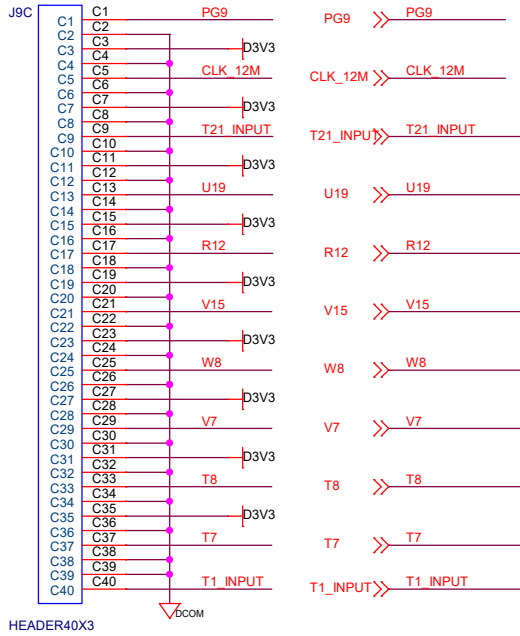 J9C
C1 C1 PG9 PG9 PG9
C2 C2
C3 C3 D3V3
C4 C4
C5 C5 CLK_12M CLK_12M CLK_12M
C6 C6
C7 C7 D3V3
C8 C8
C9 C9 T21_INPUT T21_INPUT T21_INPUT
C10 C10
C11 C11 D3V3
C12 C12
C13 C13 U19 U19 U19
C14 C14
C15 C15 D3V3
C16 C16
C17 C17 R12 R12 R12
C18 C18
C19 C19 D3V3
C20 C20
C21 C21 V15 V15 V15
C22 C22
C23 C23 D3V3
C24 C24
C25 C25 W8 W8 W8
C26 C26
C27 C27 D3V3
C28 C28
C29 C29 V7 V7 V7
C30 C30
C31 C31 D3V3
C32 C32
C33 C33 T8 T8 T8
C34 C34
C35 C35 D3V3
C36 C36
C37 C37 T7 T7 T7
C38 C38
C39 C39
C40 C40 T1_INPUT T1_INPUT T1_INPUT
DCOM
HEADER40X3